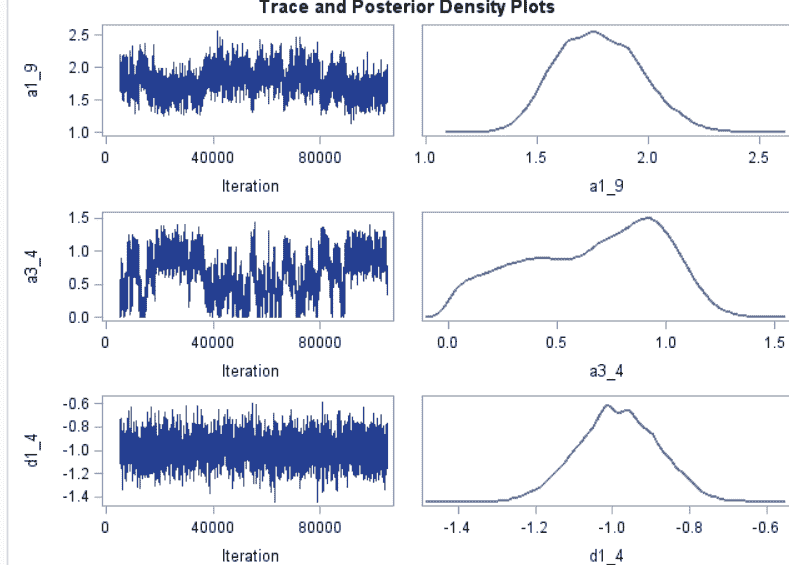 Trace and Posterior Density Plots
a1_9
2.5
2.0
1.5
1.0
0 40000 80000
Iteration
1.0 1.5 2.0 2.5
a1_9
a3_4
1.5
1.0
0.5
0.0
0 40000 80000
Iteration
0.0 0.5 1.0 1.5
a3_4
d1_4
-0.6
-0.8
-1.0
-1.2
-1.4
0 40000 80000
Iteration
-1.4 -1.2 -1.0 -0.8 -0.6
d1_4